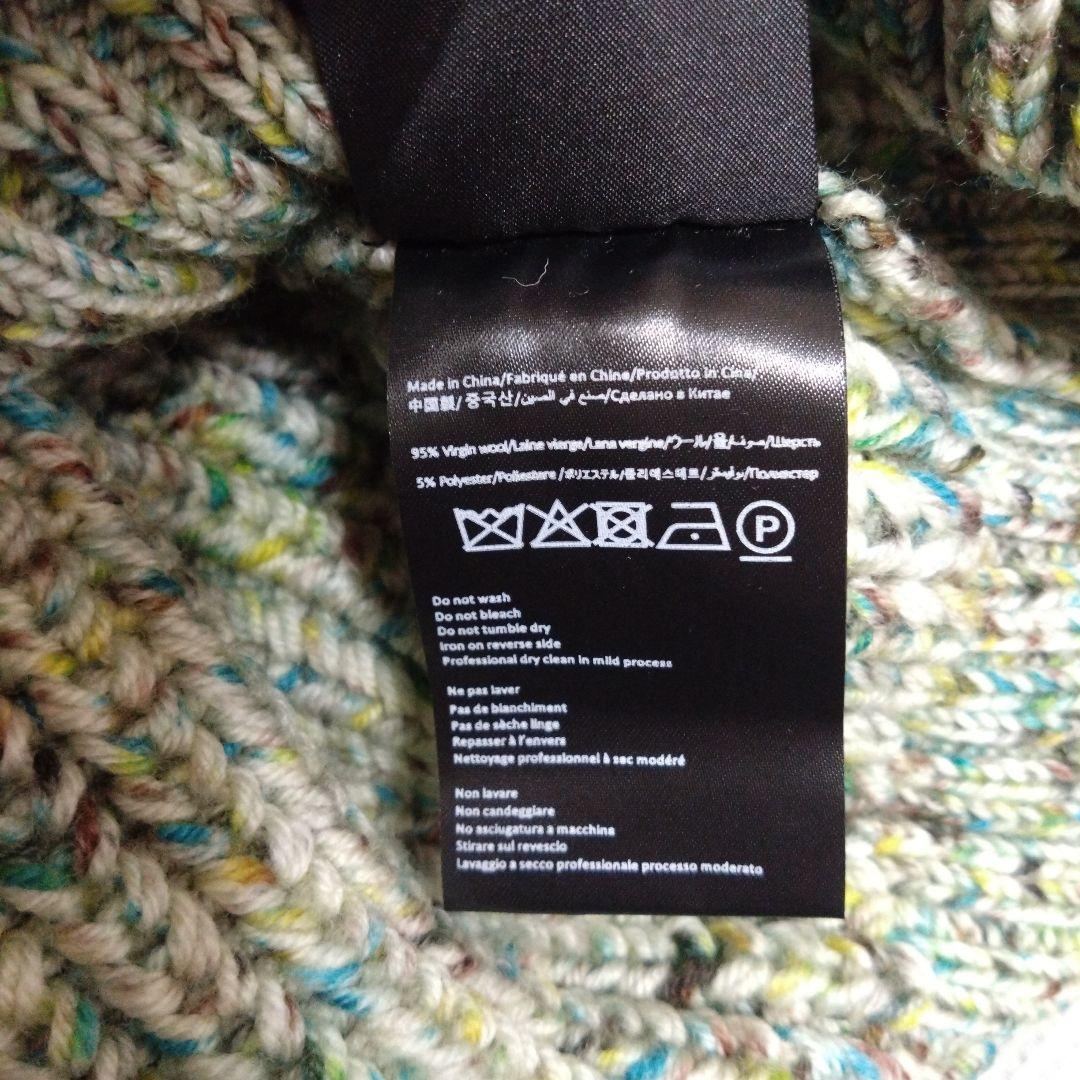 Made in China/Fabriqué en Chine/Prodotto in Cina/
中國製/중국산/صنع في الصين/Сделано в Китае
95% Virgin wool/Laine vierge/Lana vergine/ウール/울/صوف/Шерсть
5% Polyester/Poliestere/ポリエステル/폴리에스테르/بوليستر/Полиэстер
P
Do not wash
Do not bleach
Do not tumble dry
Iron on reverse side
Professional dry clean in mild process
Ne pas laver
Pas de blanchiment
Pas de sèche linge
Repasser à l'envers
Nettoyage professionnel à sec modéré
Non lavare
Non candeggiare
No asciugatura a macchina
Stirare sul revescio
Lavaggio a secco professionale processo moderato